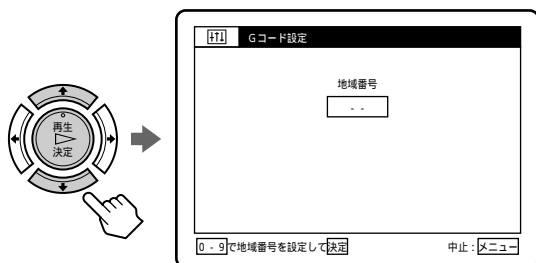 Gコード設定
地域番号
- -
再生
決定
0 - 9で地域番号を設定して決定
中止:メニュー